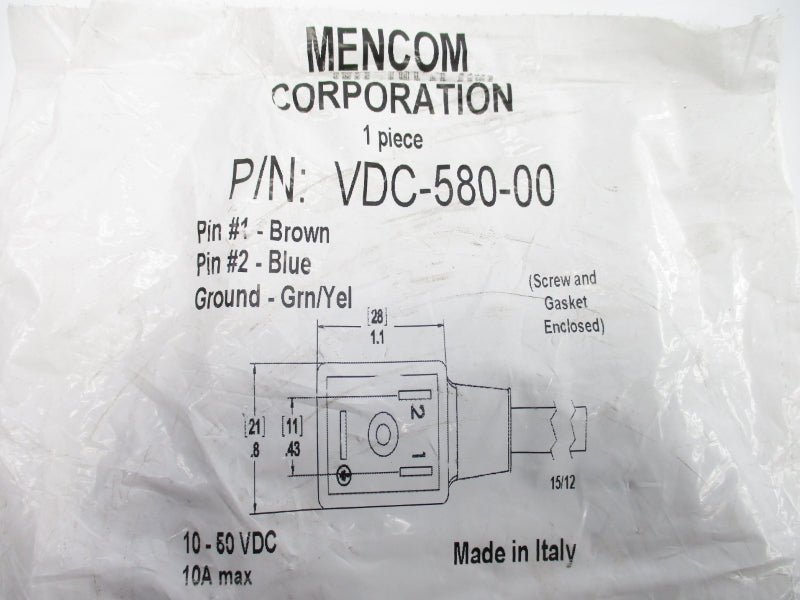 MENCOM
CORPORATION
1 piece
P/N: VDC-580-00
Pin #1 - Brown
Pin #2 - Blue
Ground - Grn/Yel
(Screw and
Gasket
Enclosed)
[28]
1.1
[21]
.8
[11]
.43
2
1
15/12
10 - 50 VDC
10A max
Made in Italy